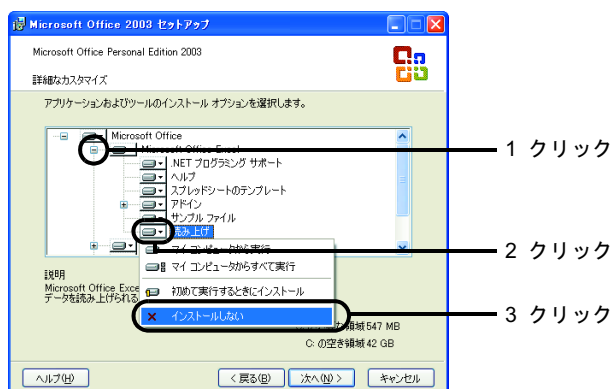 Microsoft Office 2003 セットアップ
Microsoft Office Personal Edition 2003
詳細なカスタマイズ
アプリケーションおよびツールのインストール オプションを選択します。
Microsoft Office
Microsoft Office Excel
.NET プログラミング サポート
ヘルプ
スプレッドシートのテンプレート
アドイン
サンプル ファイル
読み上げ
マイ コンピュータから実行
マイ コンピュータからすべて実行
初めて実行するときにインストール
インストールしない
説明
Microsoft Office Exce
データを読み上げられる
領域 547 MB
C: の空き領域 42 GB
ヘルプ(H)
< 戻る(B)
次へ(N) >
キャンセル
1 クリック
2 クリック
3 クリック